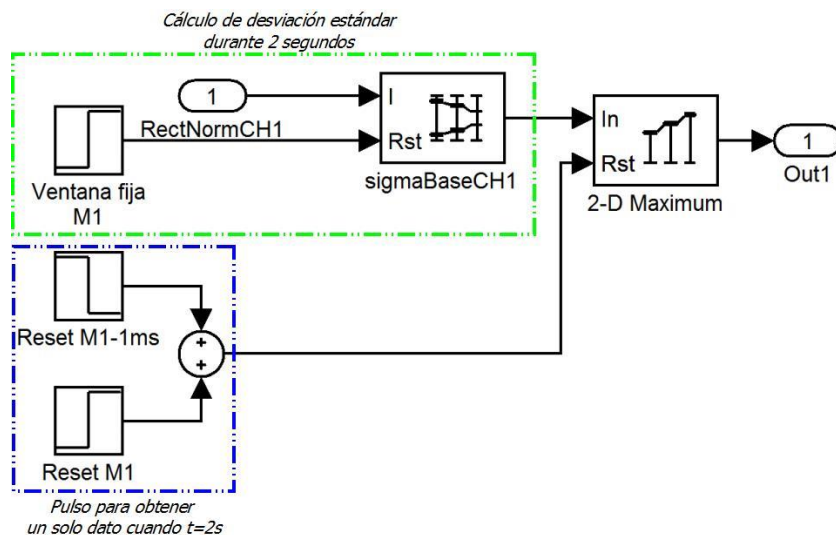 Cálculo de desviación estándar
durante 2 segundos
1
RectNormCH1
I
Rst
sigmaBaseCH1
In
Rst
2-D Maximum
1
Out1
Ventana fija
M1
Reset M1-1ms
+
+
Reset M1
Pulso para obtener
un solo dato cuando t=2s